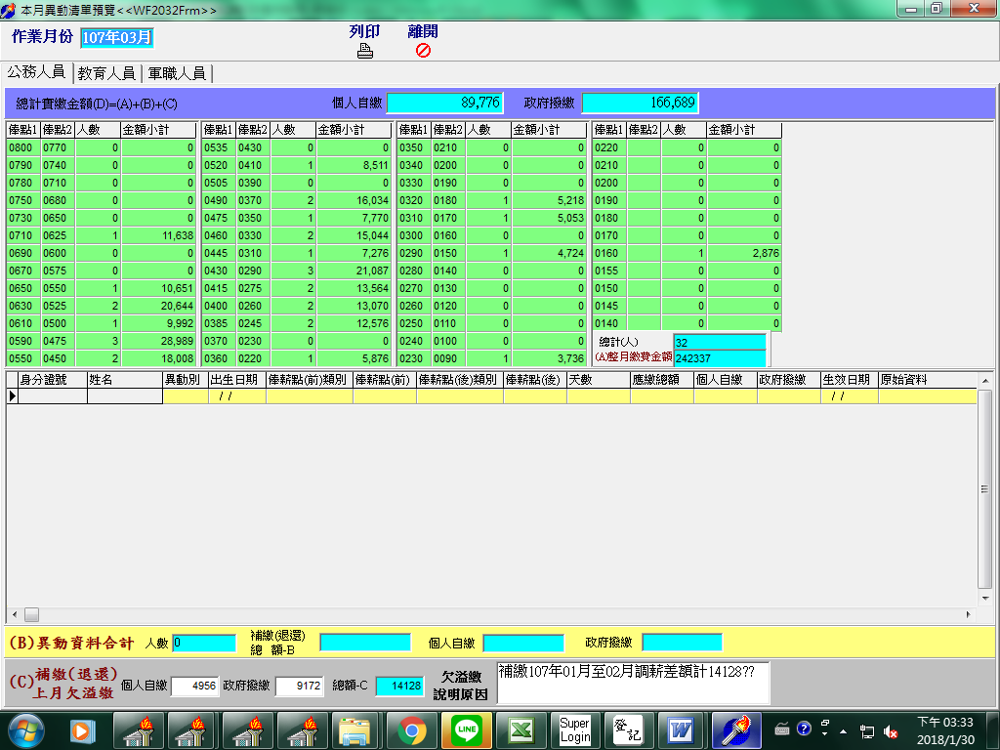 本月異動清單預覽<<WF2032Frm>>
作業月份 107年03月 列印 離開
公務人員 教育人員 軍職人員
總計實繳金額(D)=(A)+(B)+(C) 個人自繳 89,776 政府撥繳 166,689
俸點1 俸點2 人數 金額小計 俸點1 俸點2 人數 金額小計 俸點1 俸點2 人數 金額小計 俸點1 俸點2 人數 金額小計
0800 0770 0 0 0535 0430 0 0 0350 0210 0 0 0220 0 0
0790 0740 0 0 0520 0410 1 8,511 0340 0200 0 0 0210 0 0
0780 0710 0 0 0505 0390 0 0 0330 0190 0 0 0200 0 0
0750 0680 0 0 0490 0370 2 16,034 0320 0180 1 5,218 0190 0 0
0730 0650 0 0 0475 0350 1 7,770 0310 0170 1 5,053 0180 0 0
0710 0625 1 11,638 0460 0330 2 15,044 0300 0160 0 0 0170 0 0
0690 0600 0 0 0445 0310 1 7,276 0290 0150 1 4,724 0160 1 2,876
0670 0575 0 0 0430 0290 3 21,087 0280 0140 0 0 0155 0 0
0650 0550 1 10,651 0415 0275 2 13,564 0270 0130 0 0 0150 0 0
0630 0525 2 20,644 0400 0260 2 13,070 0260 0120 0 0 0145 0 0
0610 0500 1 9,992 0385 0245 2 12,576 0250 0110 0 0 0140 0 0
0590 0475 3 28,989 0370 0230 0 0 0240 0100 0 0 總計(人) 32
0550 0450 2 18,008 0360 0220 1 5,876 0230 0090 1 3,736 (A)整月繳費金額 242337
身分證號 姓名 異動別 出生日期 俸薪點(前)類別 俸薪點(前) 俸薪點(後)類別 俸薪點(後) 天數 應繳總額 個人自繳 政府撥繳 生效日期 原始資料
/ / / /
(B)異動資料合計 人數 0 補繳(退還) 總 額-B 個人自繳 政府撥繳
(C)補繳(退還)上月欠溢繳 個人自繳 4956 政府撥繳 9172 總額-C 14128 欠溢繳說明原因 補繳107年01月至02月調薪差額計14128??
LINE
Super Login
登記
下午 03:33
2018/1/30